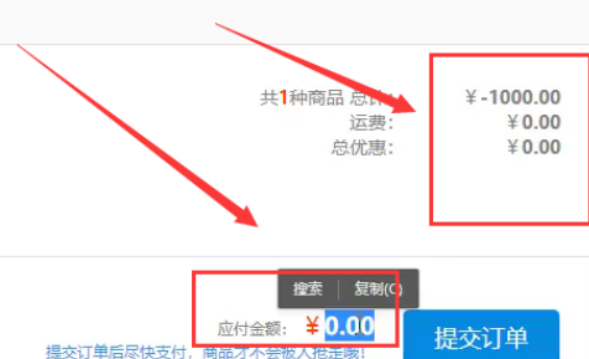 共1种商品 总计：
￥-1000.00
运费：
￥0.00
总优惠：
￥0.00
搜索
复制(C)
应付金额： ￥0.00
提交订单后尽快支付，商品才不会被人抢走哦！
提交订单